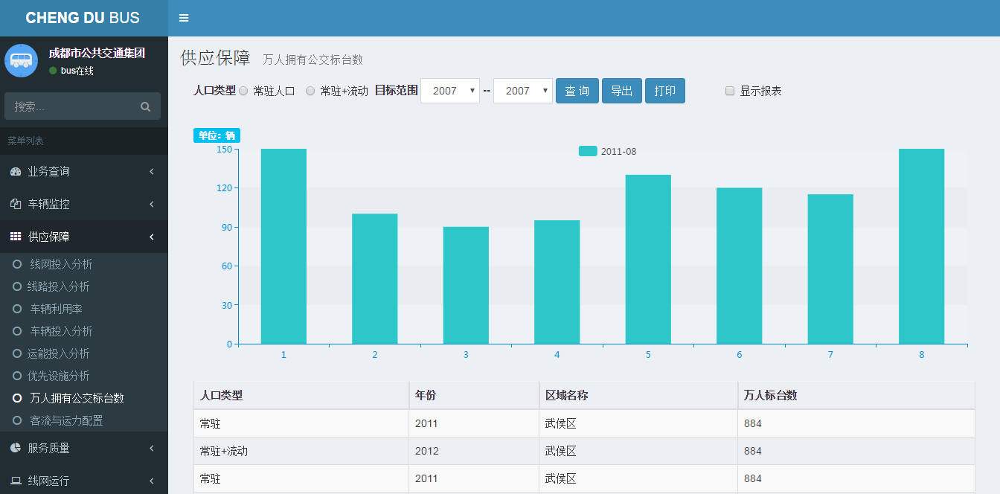 CHENG DU BUS
成都市公共交通集团
bus在线
搜索...
菜单列表
业务查询
车辆监控
供应保障
线网投入分析
线路投入分析
车辆利用率
车辆投入分析
运能投入分析
优先设施分析
万人拥有公交标台数
客流与运力配置
服务质量
线网运行
供应保障 万人拥有公交标台数
人口类型 常驻人口 常驻+流动 目标范围 2007 -- 2007 查 询 导出 打印 显示报表
单位：辆
2011-08
150
120
90
60
30
0
1 2 3 4 5 6 7 8
人口类型 年份 区域名称 万人标台数
常驻 2011 武侯区 884
常驻+流动 2012 武侯区 884
常驻 2011 武侯区 884